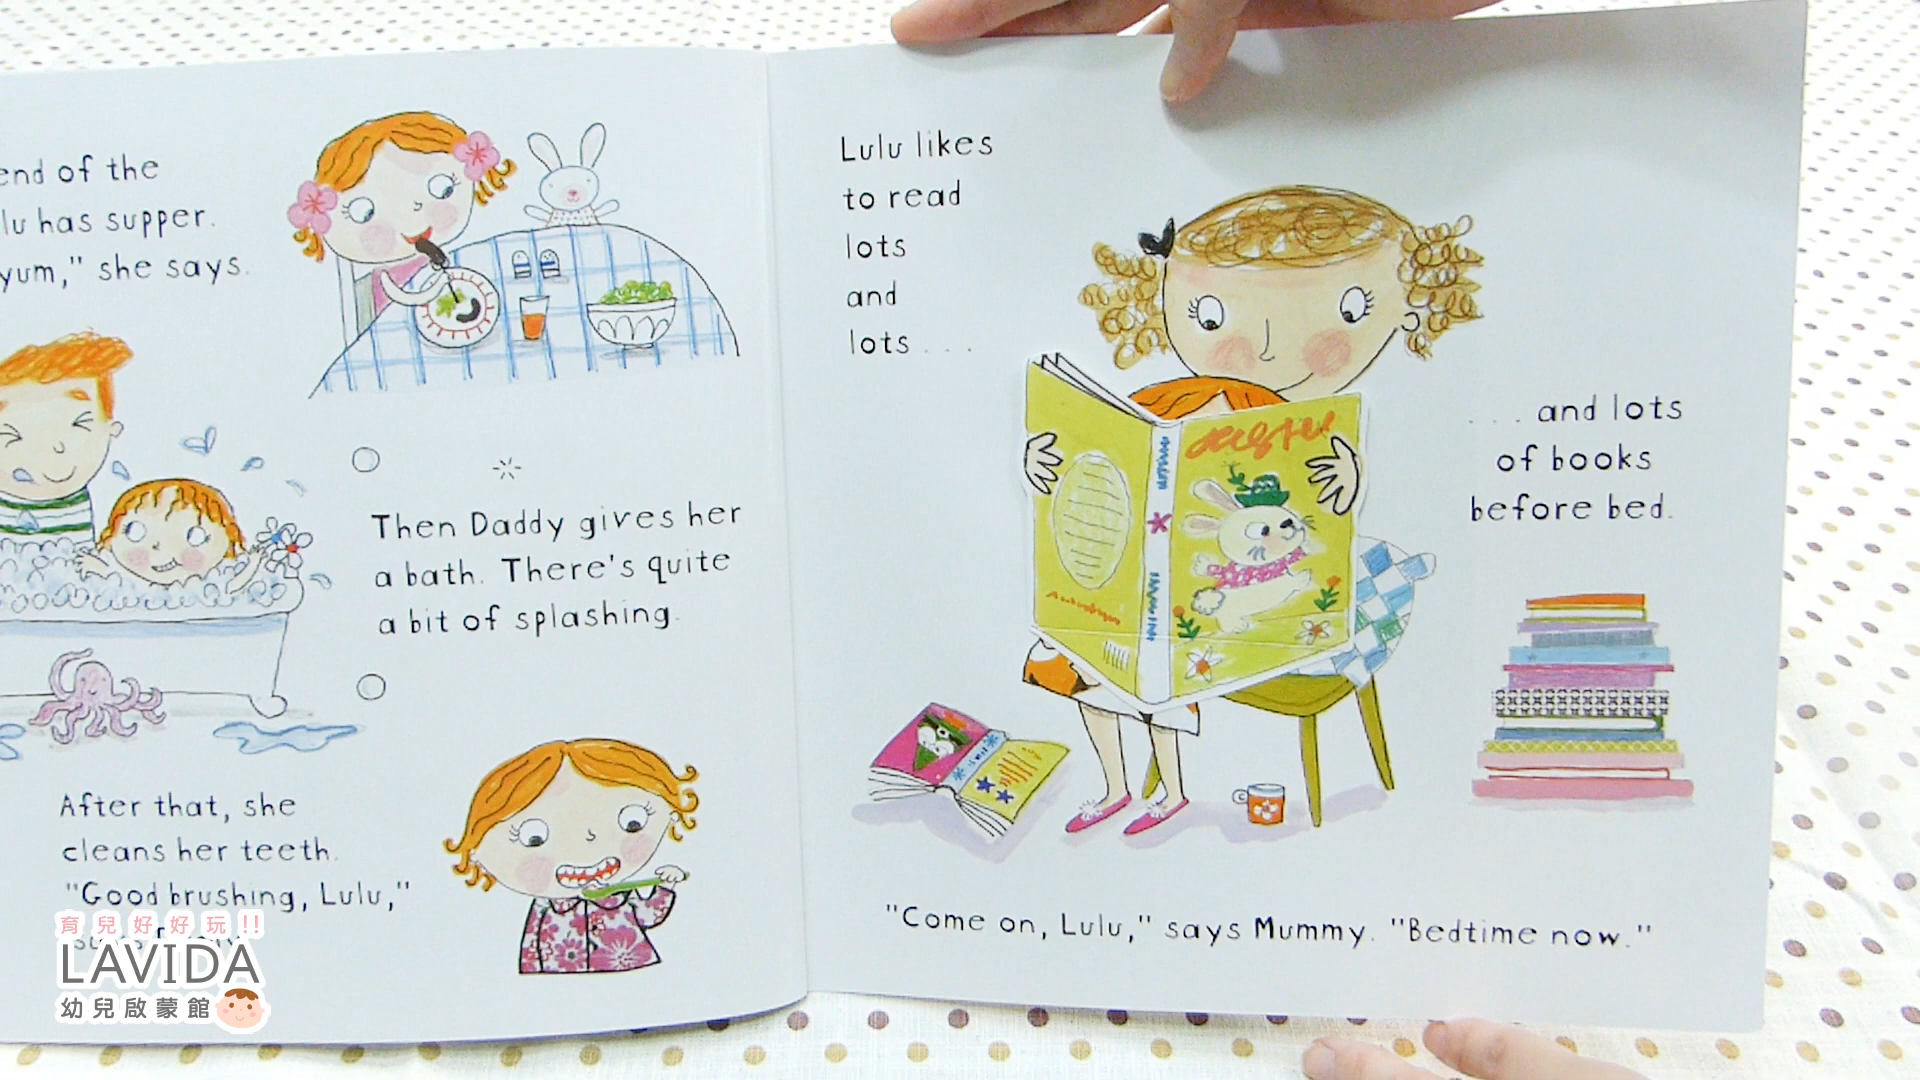 end of the
lu has supper.
yum," she says.
Then Daddy gives her
a bath. There's quite
a bit of splashing.
After that, she
cleans her teeth.
"Good brushing, Lulu,"
育兒好好玩!!
LAVIDA
幼兒啟蒙館
Lulu likes
to read
lots
and
lots . . .
. . . and lots
of books
before bed.
"Come on, Lulu," says Mummy. "Bedtime now."